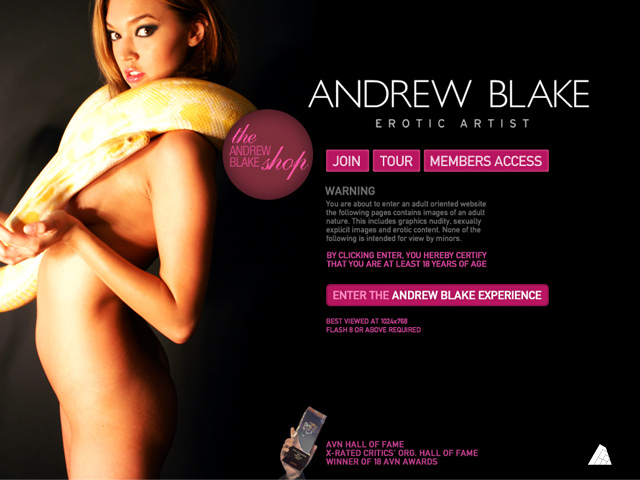 ANDREW BLAKE
EROTIC ARTIST
the
ANDREW
BLAKE shop
JOIN
TOUR
MEMBERS ACCESS
WARNING
You are about to enter an adult oriented website
the following pages contains images of an adult
nature. This includes graphics nudity, sexually
explicit images and erotic content. None of the
following is intended for view by minors.
BY CLICKING ENTER, YOU HEREBY CERTIFY
THAT YOU ARE AT LEAST 18 YEARS OF AGE
ENTER THE ANDREW BLAKE EXPERIENCE
BEST VIEWED AT 1024x768
FLASH 8 OR ABOVE REQUIRED
AVN HALL OF FAME
X-RATED CRITICS' ORG. HALL OF FAME
WINNER OF 18 AVN AWARDS